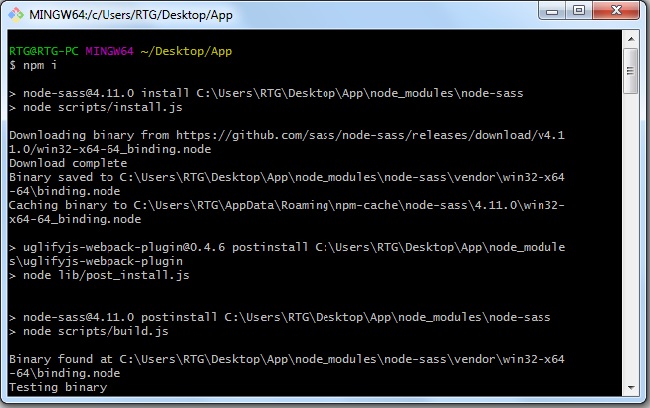 MINGW64:/c/Users/RTG/Desktop/App
RTG@RTG-PC MINGW64 ~/Desktop/App
$ npm i
> node-sass@4.11.0 install C:\Users\RTG\Desktop\App\node_modules\node-sass
> node scripts/install.js
Downloading binary from https://github.com/sass/node-sass/releases/download/v4.1
1.0/win32-x64-64_binding.node
Download complete
Binary saved to C:\Users\RTG\Desktop\App\node_modules\node-sass\vendor\win32-x64
-64\binding.node
Caching binary to C:\Users\RTG\AppData\Roaming\npm-cache\node-sass\4.11.0\win32-
x64-64_binding.node
> uglifyjs-webpack-plugin@0.4.6 postinstall C:\Users\RTG\Desktop\App\node_module
s\uglifyjs-webpack-plugin
> node lib/post_install.js
> node-sass@4.11.0 postinstall C:\Users\RTG\Desktop\App\node_modules\node-sass
> node scripts/build.js
Binary found at C:\Users\RTG\Desktop\App\node_modules\node-sass\vendor\win32-x64
-64\binding.node
Testing binary